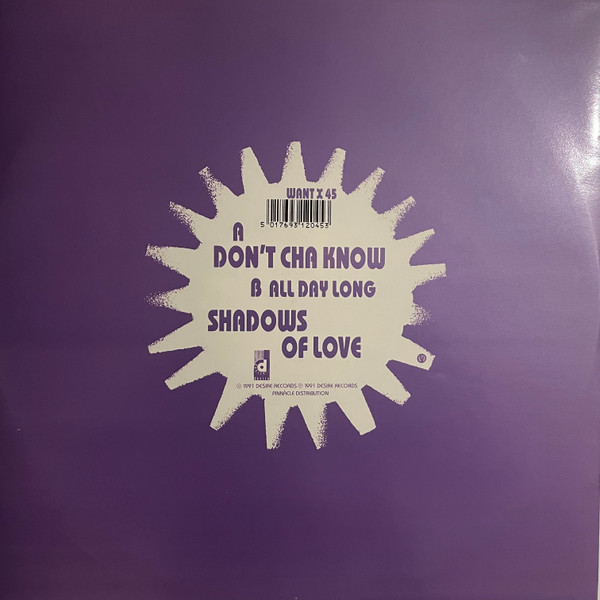 WANT X 45
5 017693 120453
A
DON'T CHA KNOW
B ALL DAY LONG
SHADOWS
OF LOVE
d
℗ 1991 DESIRE RECORDS © 1991 DESIRE RECORDS
PINNACLE DISTRIBUTION